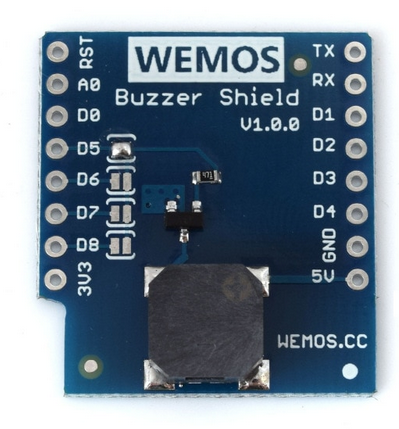 WEMOS
Buzzer Shield
V1.0.0
RST
A0
D0
D5
D6
D7
D8
3V3
TX
RX
D1
D2
D3
D4
GND
5V
471
WEMOS.CC